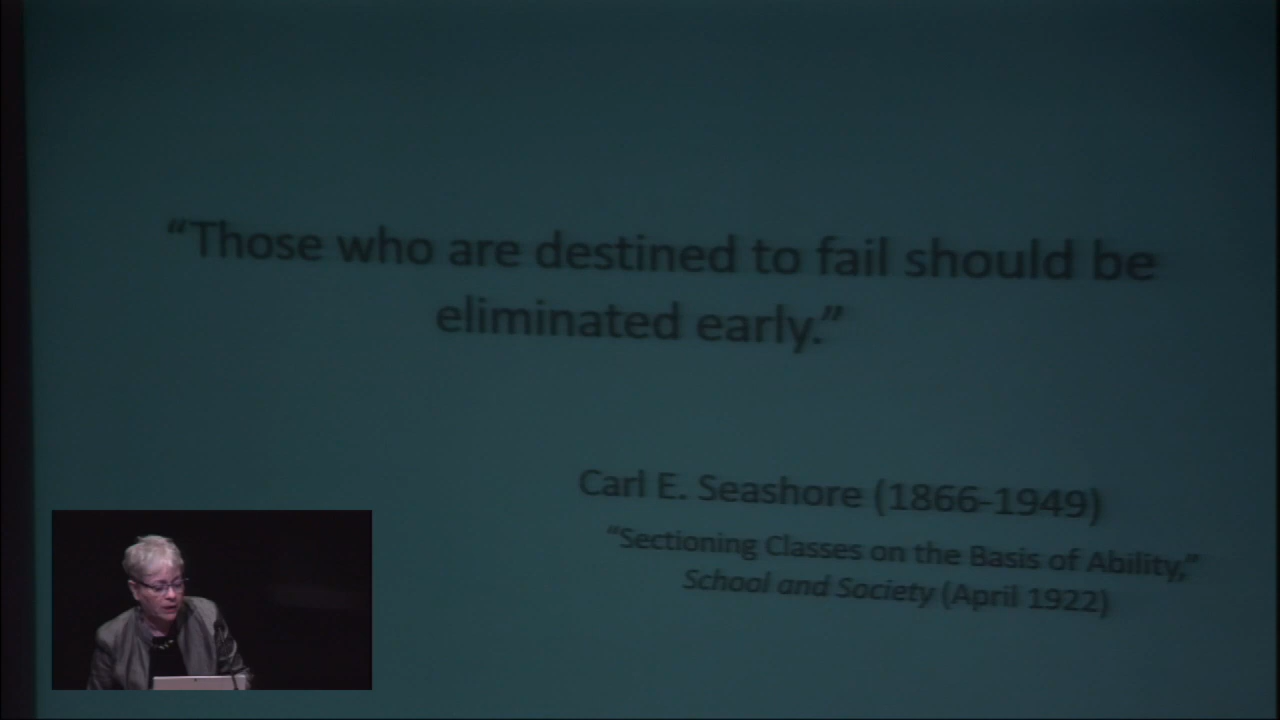 “Those who are destined to fail should be
eliminated early.”
Carl E. Seashore (1866-1949)
“Sectioning Classes on the Basis of Ability,”
School and Society (April 1922)